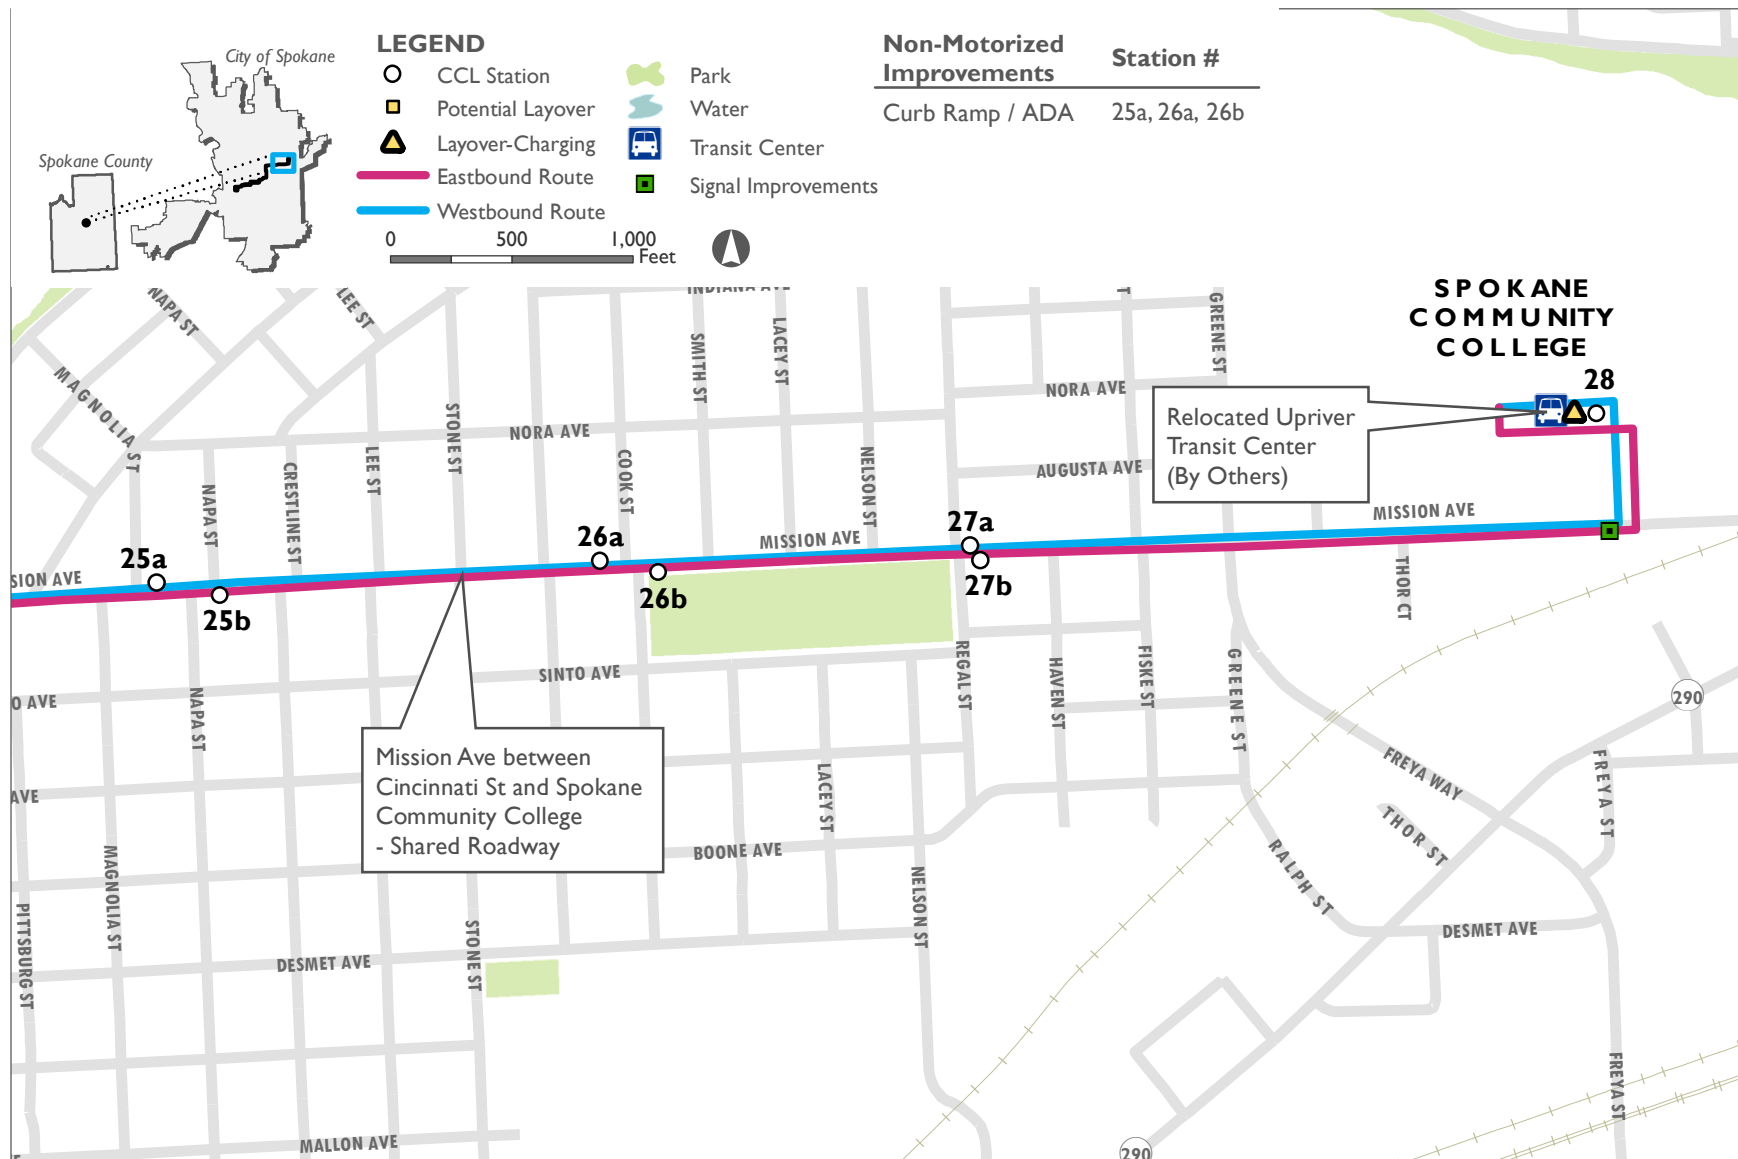 City of Spokane
Spokane County
LEGEND
CCL Station
Potential Layover
Layover-Charging
Eastbound Route
Westbound Route
Park
Water
Transit Center
Signal Improvements
0 500 1,000
Feet
Non-Motorized
Improvements
Station #
Curb Ramp / ADA 25a, 26a, 26b
SPOKANE
COMMUNITY
COLLEGE
28
Relocated Upriver
Transit Center
(By Others)
INDIANA AVE
NAPA ST
LEE ST
MAGNOLIA ST
STONE ST
SMITH ST
LACEY ST
GREENE ST
NORA AVE
NORA AVE
AUGUSTA AVE
MISSION AVE
NAPA ST
CRESTLINE ST
LEE ST
COOK ST
NELSON ST
MISSION AVE
25a
25b
26a
26b
27a
27b
SION AVE
THOR CT
SINTO AVE
O AVE
NAPA ST
REGAL ST
HAVEN ST
FISKE ST
GREENE ST
290
Mission Ave between
Cincinnati St and Spokane
Community College
- Shared Roadway
AVE
LACEY ST
FREYA WAY
FREYA ST
THOR ST
BOONE AVE
RALPH ST
MAGNOLIA ST
PITTSBURG ST
STONE ST
NELSON ST
DESMET AVE
DESMET AVE
FREYA ST
MALLON AVE
290